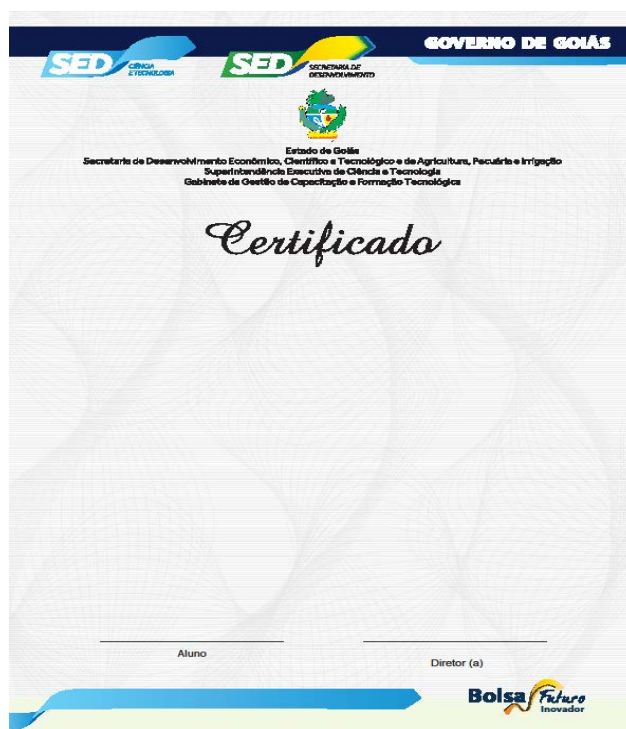 GOVERNO DE GOIÁS
SED CIÊNCIA
E TECNOLOGIA
SED SECRETARIA DE
DESENVOLVIMENTO
Estado de Goiás
Secretaria de Desenvolvimento Econômico, Científico e Tecnológico e de Agricultura, Pecuária e Irrigação
Superintendência Executiva de Ciência e Tecnologia
Gabinete de Gestão de Capacitação e Formação Tecnológica
Certificado
Aluno
Diretor (a)
Bolsa Futuro
Inovador